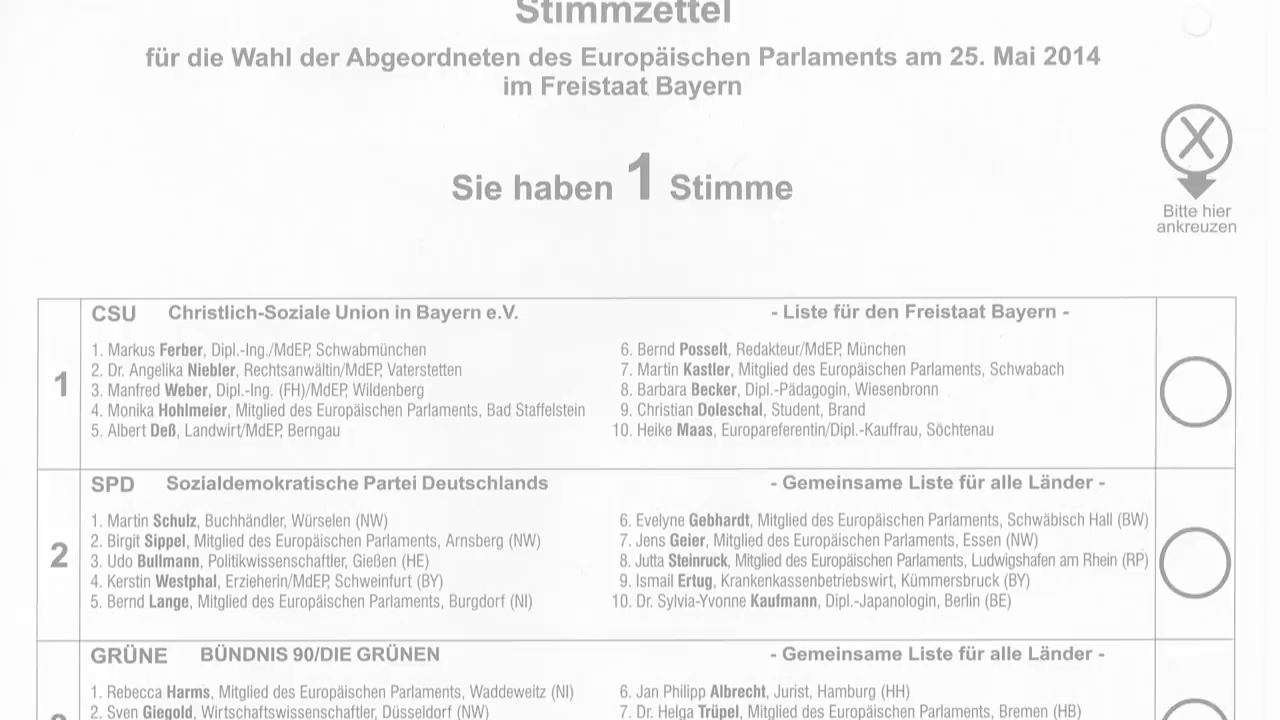 Stimmzettel
für die Wahl der Abgeordneten des Europäischen Parlaments am 25. Mai 2014
im Freistaat Bayern
Sie haben 1 Stimme
X
Bitte hier
ankreuzen
1
CSU Christlich-Soziale Union in Bayern e.V. - Liste für den Freistaat Bayern -
1. Markus Ferber, Dipl.-Ing./MdEP, Schwabmünchen
2. Dr. Angelika Niebler, Rechtsanwältin/MdEP, Vaterstetten
3. Manfred Weber, Dipl.-Ing. (FH)/MdEP, Wildenberg
4. Monika Hohlmeier, Mitglied des Europäischen Parlaments, Bad Staffelstein
5. Albert Deß, Landwirt/MdEP, Berngau
6. Bernd Posselt, Redakteur/MdEP, München
7. Martin Kastler, Mitglied des Europäischen Parlaments, Schwabach
8. Barbara Becker, Dipl.-Pädagogin, Wiesenbronn
9. Christian Doleschal, Student, Brand
10. Heike Maas, Europareferentin/Dipl.-Kauffrau, Söchtenau
2
SPD Sozialdemokratische Partei Deutschlands - Gemeinsame Liste für alle Länder -
1. Martin Schulz, Buchhändler, Würselen (NW)
2. Birgit Sippel, Mitglied des Europäischen Parlaments, Arnsberg (NW)
3. Udo Bullmann, Politikwissenschaftler, Gießen (HE)
4. Kerstin Westphal, Erzieherin/MdEP, Schweinfurt (BY)
5. Bernd Lange, Mitglied des Europäischen Parlaments, Burgdorf (NI)
6. Evelyne Gebhardt, Mitglied des Europäischen Parlaments, Schwäbisch Hall (BW)
7. Jens Geier, Mitglied des Europäischen Parlaments, Essen (NW)
8. Jutta Steinruck, Mitglied des Europäischen Parlaments, Ludwigshafen am Rhein (RP)
9. Ismail Ertug, Krankenkassenbetriebswirt, Kümmersbruck (BY)
10. Dr. Sylvia-Yvonne Kaufmann, Dipl.-Japanologin, Berlin (BE)
GRÜNE BÜNDNIS 90/DIE GRÜNEN - Gemeinsame Liste für alle Länder -
1. Rebecca Harms, Mitglied des Europäischen Parlaments, Waddeweitz (NI)
2. Sven Giegold, Wirtschaftswissenschaftler, Düsseldorf (NW)
6. Jan Philipp Albrecht, Jurist, Hamburg (HH)
7. Dr. Helga Trüpel, Mitglied des Europäischen Parlaments, Bremen (HB)